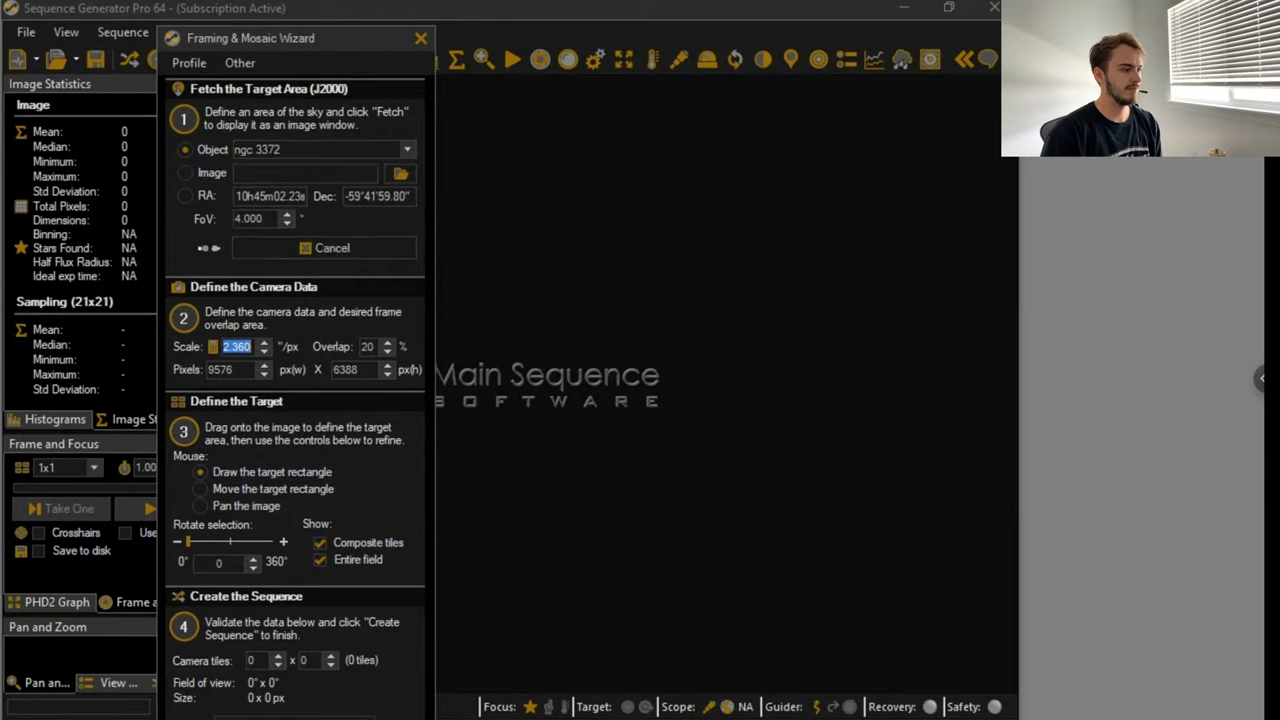 Sequence Generator Pro 64 - (Subscription Active)
File View Sequence
Framing & Mosaic Wizard
Profile Other
Image Statistics
Image
Mean: 0
Median: 0
Minimum: 0
Maximum: 0
Std Deviation: 0
Total Pixels: 0
Dimensions: 0
Binning: NA
Stars Found: NA
Half Flux Radius: NA
Ideal exp time: NA
Sampling (21x21)
Mean: -
Median: -
Minimum: -
Maximum: -
Std Deviation: -
Histograms Image St
Frame and Focus
1x1 1.00
Take One
Crosshairs Use
Save to disk
PHD2 Graph Frame a
Pan and Zoom
Pan an... View ...
Fetch the Target Area (J2000)
1 Define an area of the sky and click "Fetch"
to display it as an image window.
Object ngc 3372
Image
RA: 10h45m02.23s Dec: -59°41'59.80"
FoV: 4.000 °
Cancel
Define the Camera Data
2 Define the camera data and desired frame
overlap area.
Scale: 2.360 "/px Overlap: 20 %
Pixels: 9576 px(w) X 6388 px(h)
Define the Target
3 Drag onto the image to define the target
area, then use the controls below to refine.
Mouse:
Draw the target rectangle
Move the target rectangle
Pan the image
Rotate selection: Show:
− + Composite tiles
0° 0 360° Entire field
Create the Sequence
4 Validate the data below and click "Create
Sequence" to finish.
Camera tiles: 0 x 0 (0 tiles)
Field of view: 0° x 0°
Size: 0 x 0 px
Main Sequence
SOFTWARE
Focus: Target: Scope: NA Guider: Recovery: Safety: